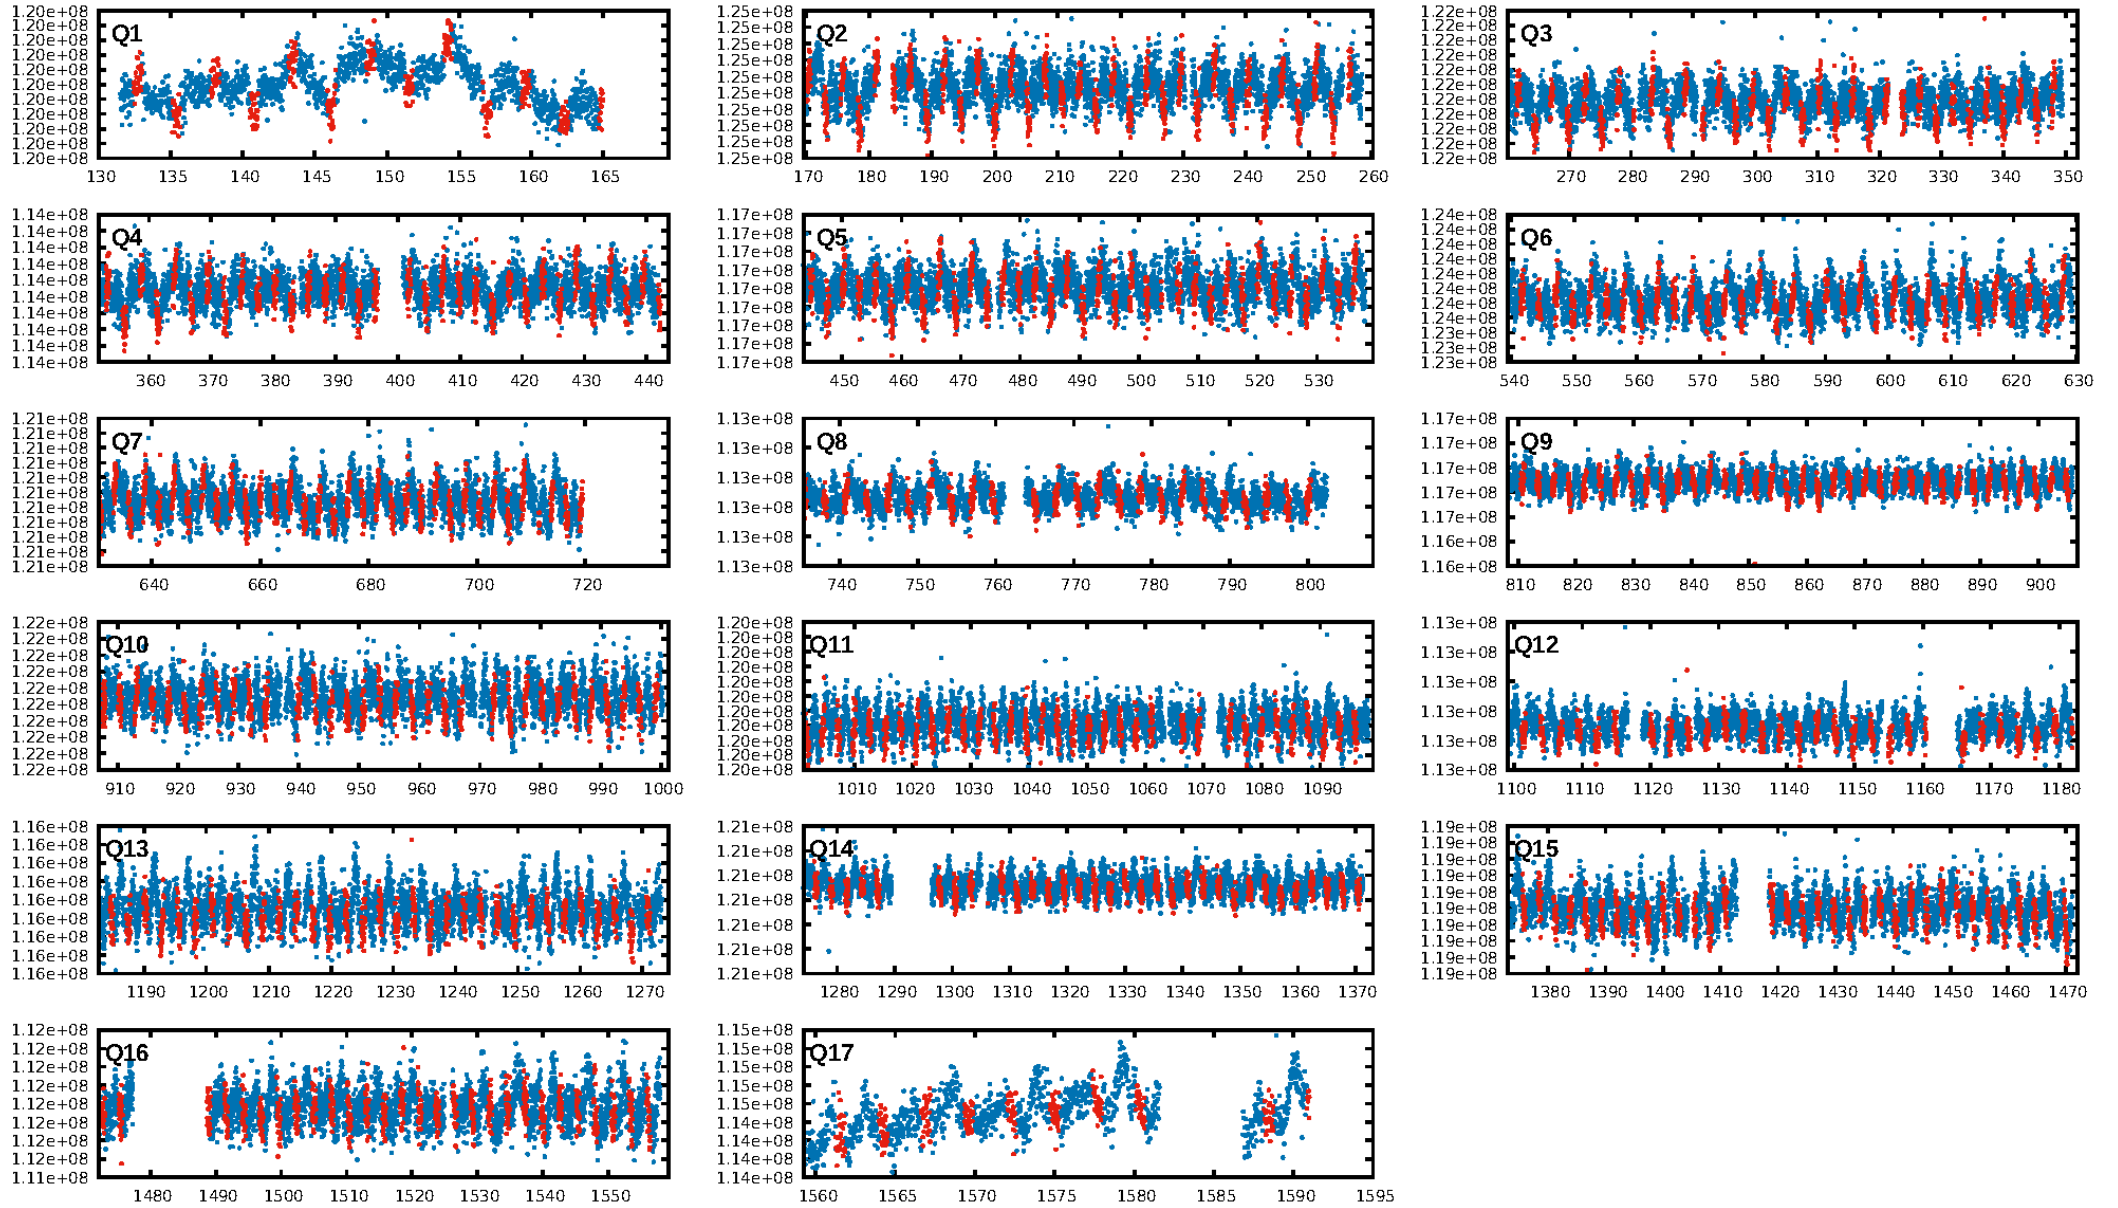 1.20e+08
1.20e+08
1.20e+08
1.20e+08
1.20e+08
1.20e+08
1.20e+08
1.20e+08
1.20e+08
1.20e+08
1.20e+08
Q1
130 135 140 145 150 155 160 165
1.25e+08
1.25e+08
1.25e+08
1.25e+08
1.25e+08
1.25e+08
1.25e+08
1.25e+08
1.25e+08
1.25e+08
Q2
170 180 190 200 210 220 230 240 250 260
1.22e+08
1.22e+08
1.22e+08
1.22e+08
1.22e+08
1.22e+08
1.22e+08
1.22e+08
1.22e+08
1.22e+08
1.22e+08
Q3
270 280 290 300 310 320 330 340 350
1.14e+08
1.14e+08
1.14e+08
1.14e+08
1.14e+08
1.14e+08
1.14e+08
1.14e+08
1.14e+08
1.14e+08
Q4
360 370 380 390 400 410 420 430 440
1.17e+08
1.17e+08
1.17e+08
1.17e+08
1.17e+08
1.17e+08
1.17e+08
1.17e+08
1.17e+08
Q5
450 460 470 480 490 500 510 520 530
1.24e+08
1.24e+08
1.24e+08
1.24e+08
1.24e+08
1.24e+08
1.24e+08
1.24e+08
1.23e+08
1.23e+08
1.23e+08
Q6
540 550 560 570 580 590 600 610 620 630
1.21e+08
1.21e+08
1.21e+08
1.21e+08
1.21e+08
1.21e+08
1.21e+08
1.21e+08
1.21e+08
1.21e+08
1.21e+08
Q7
640 660 680 700 720
1.13e+08
1.13e+08
1.13e+08
1.13e+08
1.13e+08
1.13e+08
Q8
740 750 760 770 780 790 800
1.17e+08
1.17e+08
1.17e+08
1.17e+08
1.17e+08
1.16e+08
1.16e+08
Q9
810 820 830 840 850 860 870 880 890 900
1.22e+08
1.22e+08
1.22e+08
1.22e+08
1.22e+08
1.22e+08
1.22e+08
1.22e+08
1.22e+08
1.22e+08
Q10
910 920 930 940 950 960 970 980 990 1000
1.20e+08
1.20e+08
1.20e+08
1.20e+08
1.20e+08
1.20e+08
1.20e+08
1.20e+08
1.20e+08
1.20e+08
1.20e+08
Q11
1010 1020 1030 1040 1050 1060 1070 1080 1090
1.13e+08
1.13e+08
1.13e+08
1.13e+08
1.13e+08
1.13e+08
Q12
1100 1110 1120 1130 1140 1150 1160 1170 1180
1.16e+08
1.16e+08
1.16e+08
1.16e+08
1.16e+08
1.16e+08
1.16e+08
1.16e+08
1.16e+08
Q13
1190 1200 1210 1220 1230 1240 1250 1260 1270
1.21e+08
1.21e+08
1.21e+08
1.21e+08
1.21e+08
1.21e+08
1.21e+08
Q14
1280 1290 1300 1310 1320 1330 1340 1350 1360 1370
1.19e+08
1.19e+08
1.19e+08
1.19e+08
1.19e+08
1.19e+08
1.19e+08
1.19e+08
1.19e+08
1.19e+08
Q15
1380 1390 1400 1410 1420 1430 1440 1450 1460 1470
1.12e+08
1.12e+08
1.12e+08
1.12e+08
1.12e+08
1.12e+08
1.12e+08
1.12e+08
1.11e+08
Q16
1480 1490 1500 1510 1520 1530 1540 1550
1.15e+08
1.15e+08
1.15e+08
1.15e+08
1.15e+08
1.14e+08
1.14e+08
1.14e+08
1.14e+08
Q17
1560 1565 1570 1575 1580 1585 1590 1595